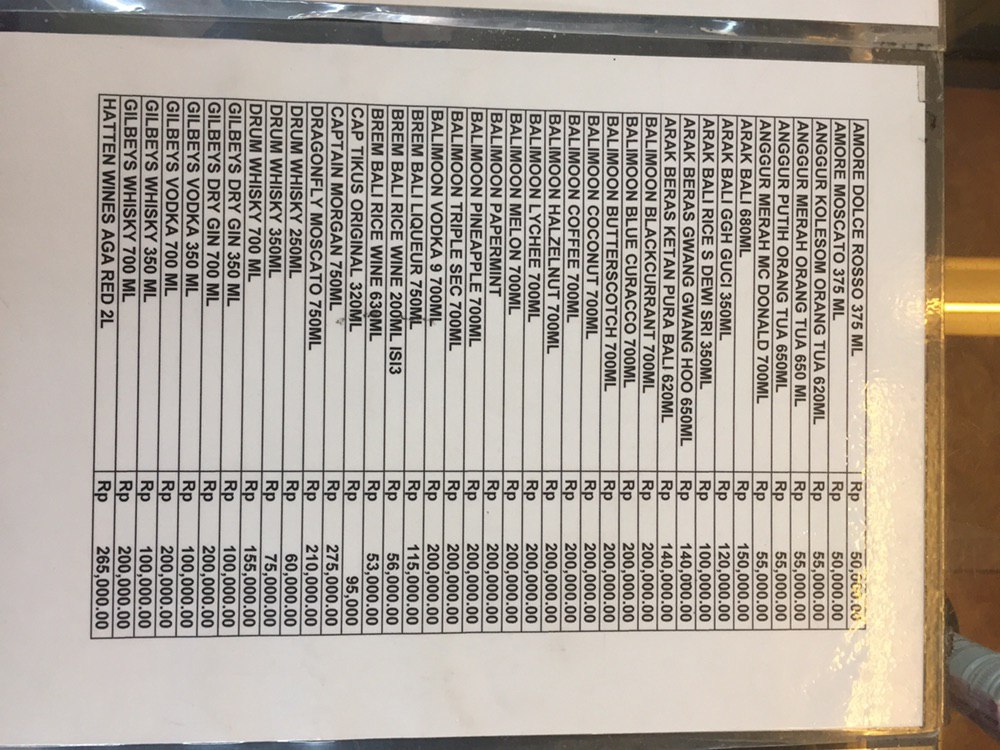 AMORE DOLCE ROSSO 375 ML Rp
AMORE MOSCATO 375 ML Rp 50,000.00
ANGGUR KOLESOM ORANG TUA 620ML Rp 55,000.00
ANGGUR MERAH ORANG TUA 650 ML Rp 55,000.00
ANGGUR PUTIH ORANG TUA 650ML Rp 55,000.00
ANGGUR MERAH MC DONALD 700ML Rp 55,000.00
ARAK BALI 680ML Rp 150,000.00
ARAK BALI GGH GUCI 350ML Rp 120,000.00
ARAK BALI RICE S DEWI SRI 350ML Rp 100,000.00
ARAK BERAS GWANG GWANG HOO 650ML Rp 140,000.00
ARAK BERAS KETAN PURA BALI 620ML Rp 140,000.00
BALIMOON BLACKCURRANT 700ML Rp 200,000.00
BALIMOON BLUE CURACCO 700ML Rp 200,000.00
BALIMOON BUTTERSCOTCH 700ML Rp 200,000.00
BALIMOON COCONUT 700ML Rp 200,000.00
BALIMOON COFFEE 700ML Rp 200,000.00
BALIMOON HALZELNUT 700ML Rp 200,000.00
BALIMOON LYCHEE 700ML Rp 200,000.00
BALIMOON MELON 700ML Rp 200,000.00
BALIMOON PAPERMINT Rp 200,000.00
BALIMOON PINEAPPLE 700ML Rp 200,000.00
BALIMOON TRIPLE SEC 700ML Rp 200,000.00
BALIMOON VODKA 9 700ML Rp 200,000.00
BREM BALI LIQUEUR 750ML Rp 115,000.00
BREM BALI RICE WINE 200ML ISI3 Rp 56,000.00
BREM BALI RICE WINE 639ML Rp 53,000.00
CAP TIKUS ORIGINAL 320ML Rp 95.000
CAPTAIN MORGAN 750ML Rp 275,000.00
DRAGONFLY MOSCATO 750ML Rp 210,000.00
DRUM WHISKY 250ML Rp 60,000.00
DRUM WHISKY 350ML Rp 75,000.00
DRUM WHISKY 700 ML Rp 155,000.00
GILBEYS DRY GIN 350 ML Rp 100,000.00
GILBEYS DRY GIN 700 ML Rp 200,000.00
GILBEYS VODKA 350 ML Rp 100,000.00
GILBEYS VODKA 700 ML Rp 200,000.00
GILBEYS WHISKY 350 ML Rp 100,000.00
GILBEYS WHISKY 700 ML Rp 200,000.00
HATTEN WINES AGA RED 2L Rp 265,000.00